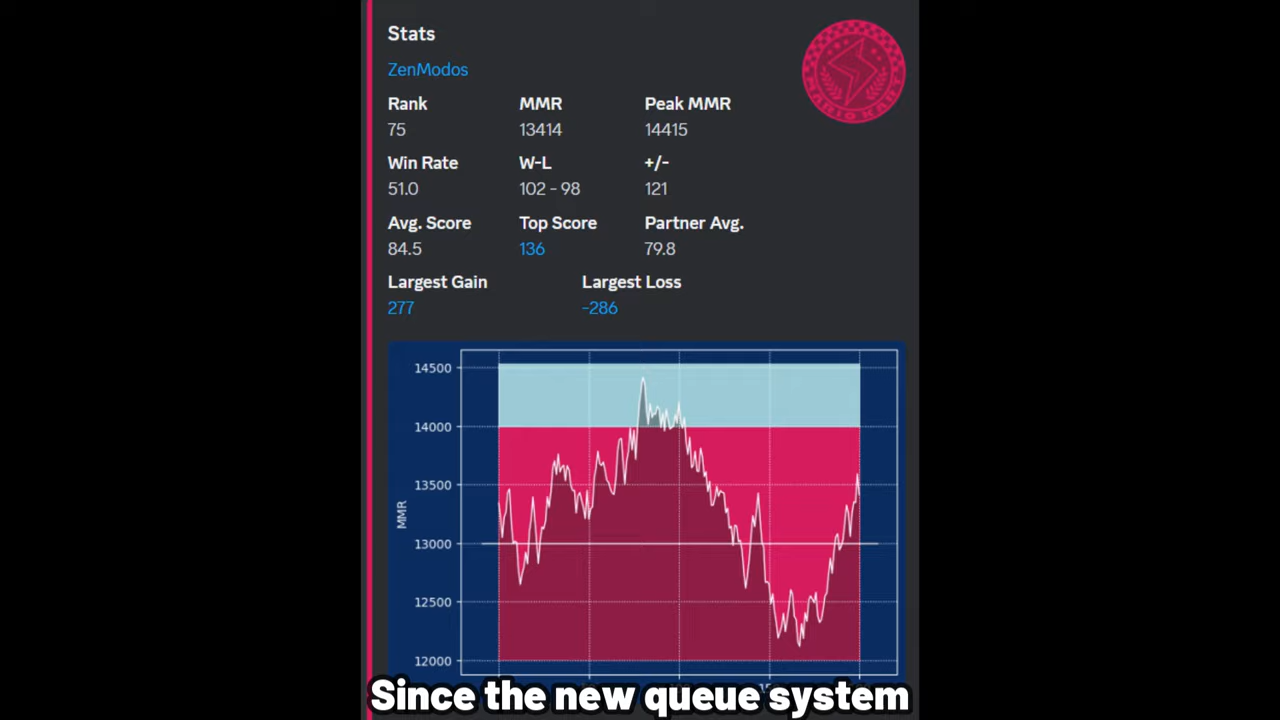 Stats
ZenModos
Rank MMR Peak MMR
75 13414 14415
Win Rate W-L +/-
51.0 102 - 98 121
Avg. Score Top Score Partner Avg.
84.5 136 79.8
Largest Gain Largest Loss
277 -286
MARIO KART
14500
14000
13500
13000
12500
12000
MMR
Since the new queue system